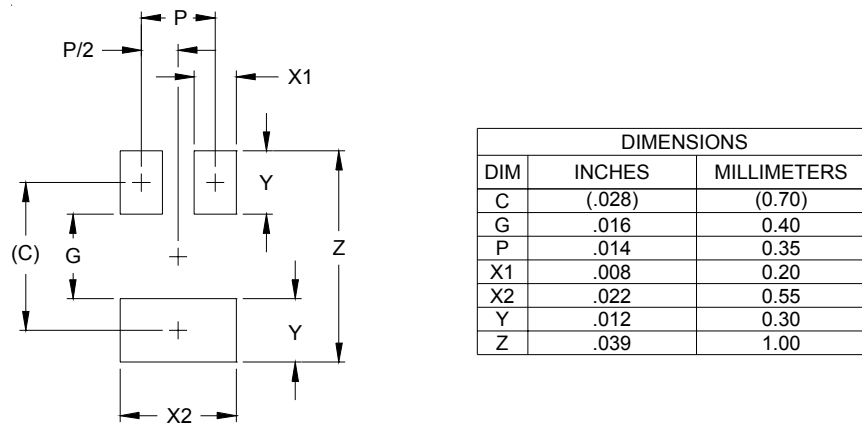 P
P/2
X1
Y
(C)
G
Z
Y
X2
DIMENSIONS
DIM INCHES MILLIMETERS
C (.028) (0.70)
G .016 0.40
P .014 0.35
X1 .008 0.20
X2 .022 0.55
Y .012 0.30
Z .039 1.00